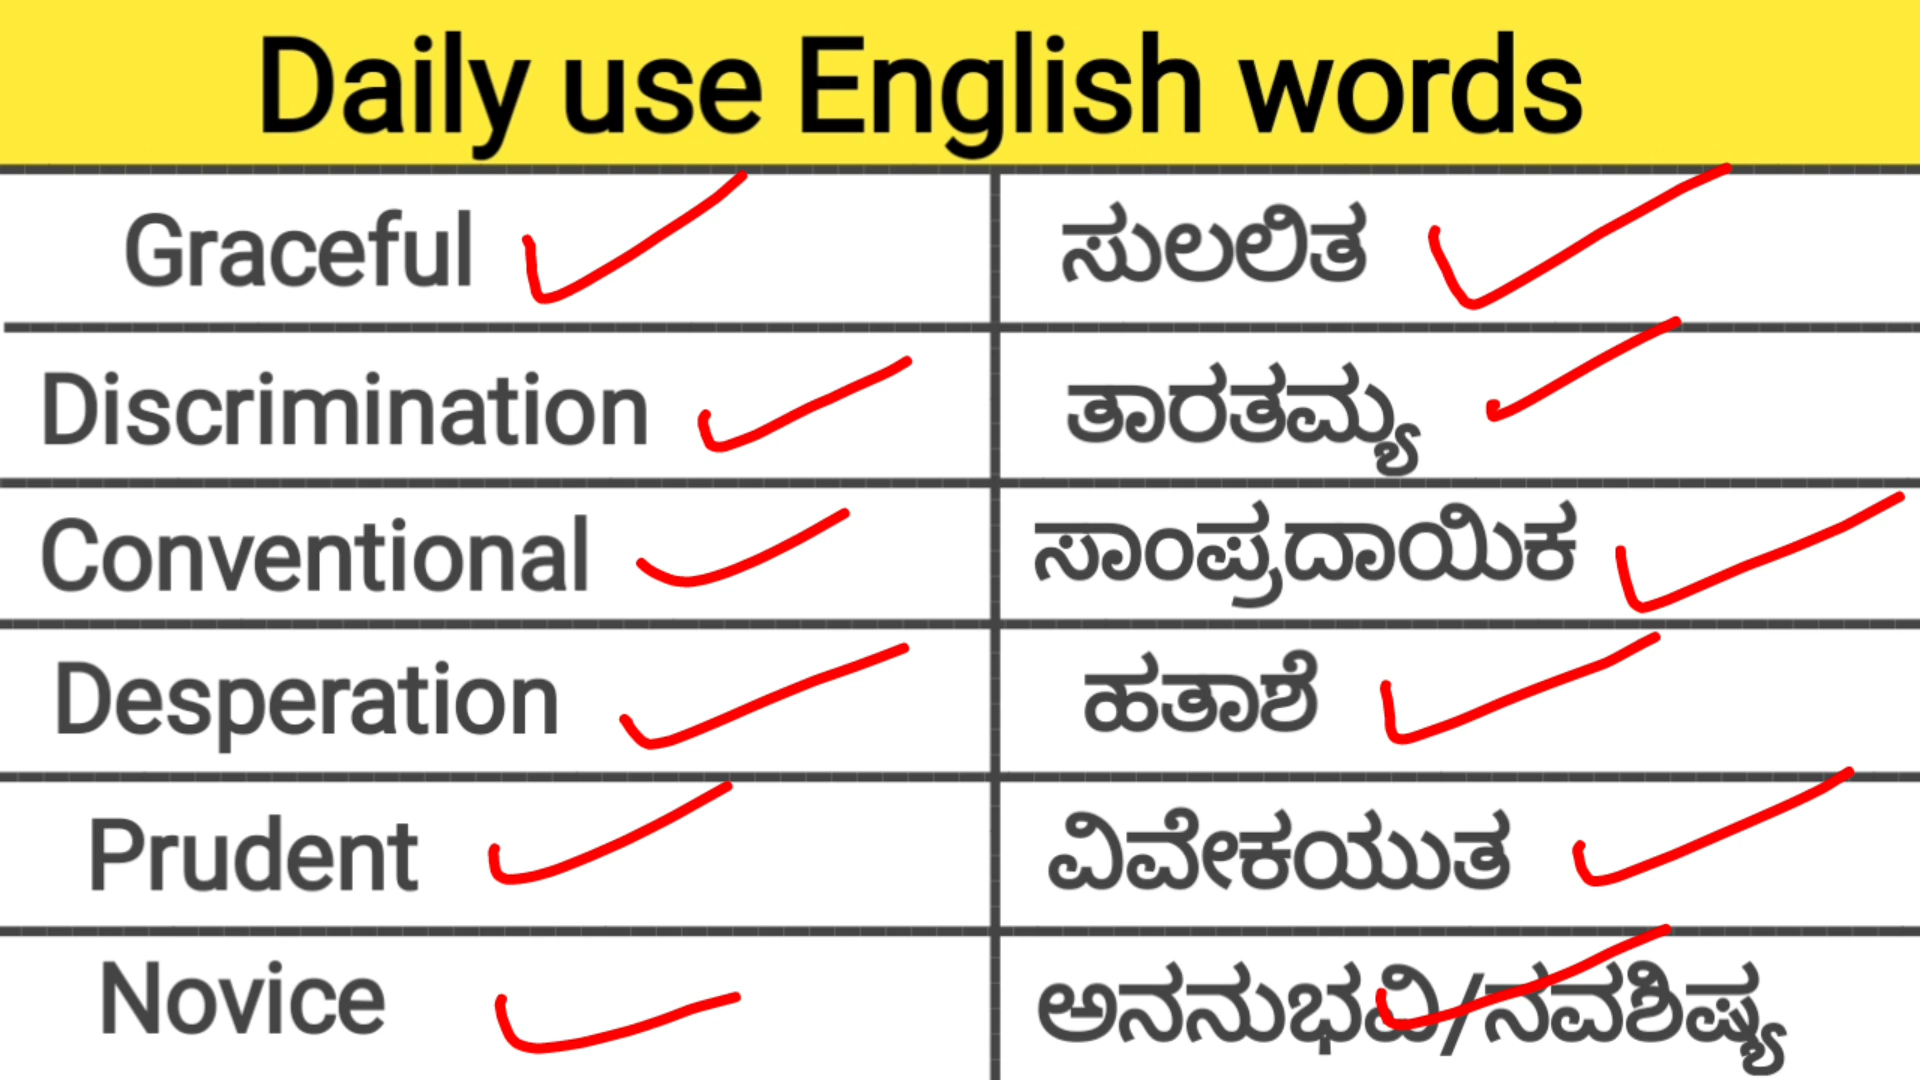 Daily use English words
Graceful ಸುಲಲಿತ
Discrimination ತಾರತಮ್ಯ
Conventional ಸಾಂಪ್ರದಾಯಿಕ
Desperation ಹತಾಶೆ
Prudent ವಿವೇಕಯುತ
Novice ಅನನುಭವಿ/ನವಶಿಷ್ಯ